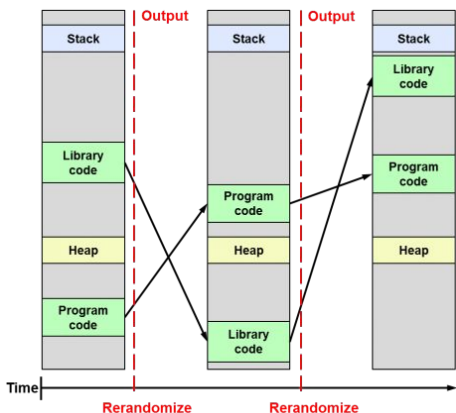 Output
Output
Stack
Stack
Stack
Library
code
Library
code
Program
code
Program
code
Heap
Heap
Heap
Program
code
Library
code
Time
Rerandomize
Rerandomize